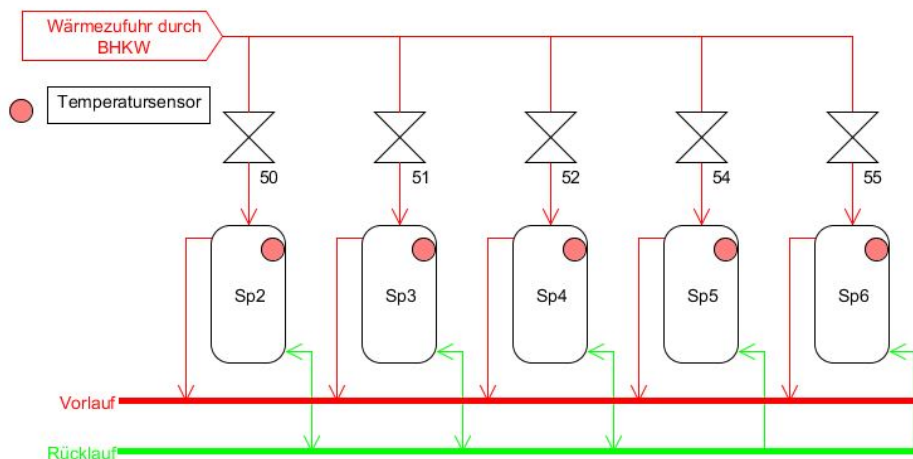 Wärmezufuhr durch
BHKW
Temperatursensor
50
51
52
54
55
Sp2
Sp3
Sp4
Sp5
Sp6
Vorlauf
Rücklauf